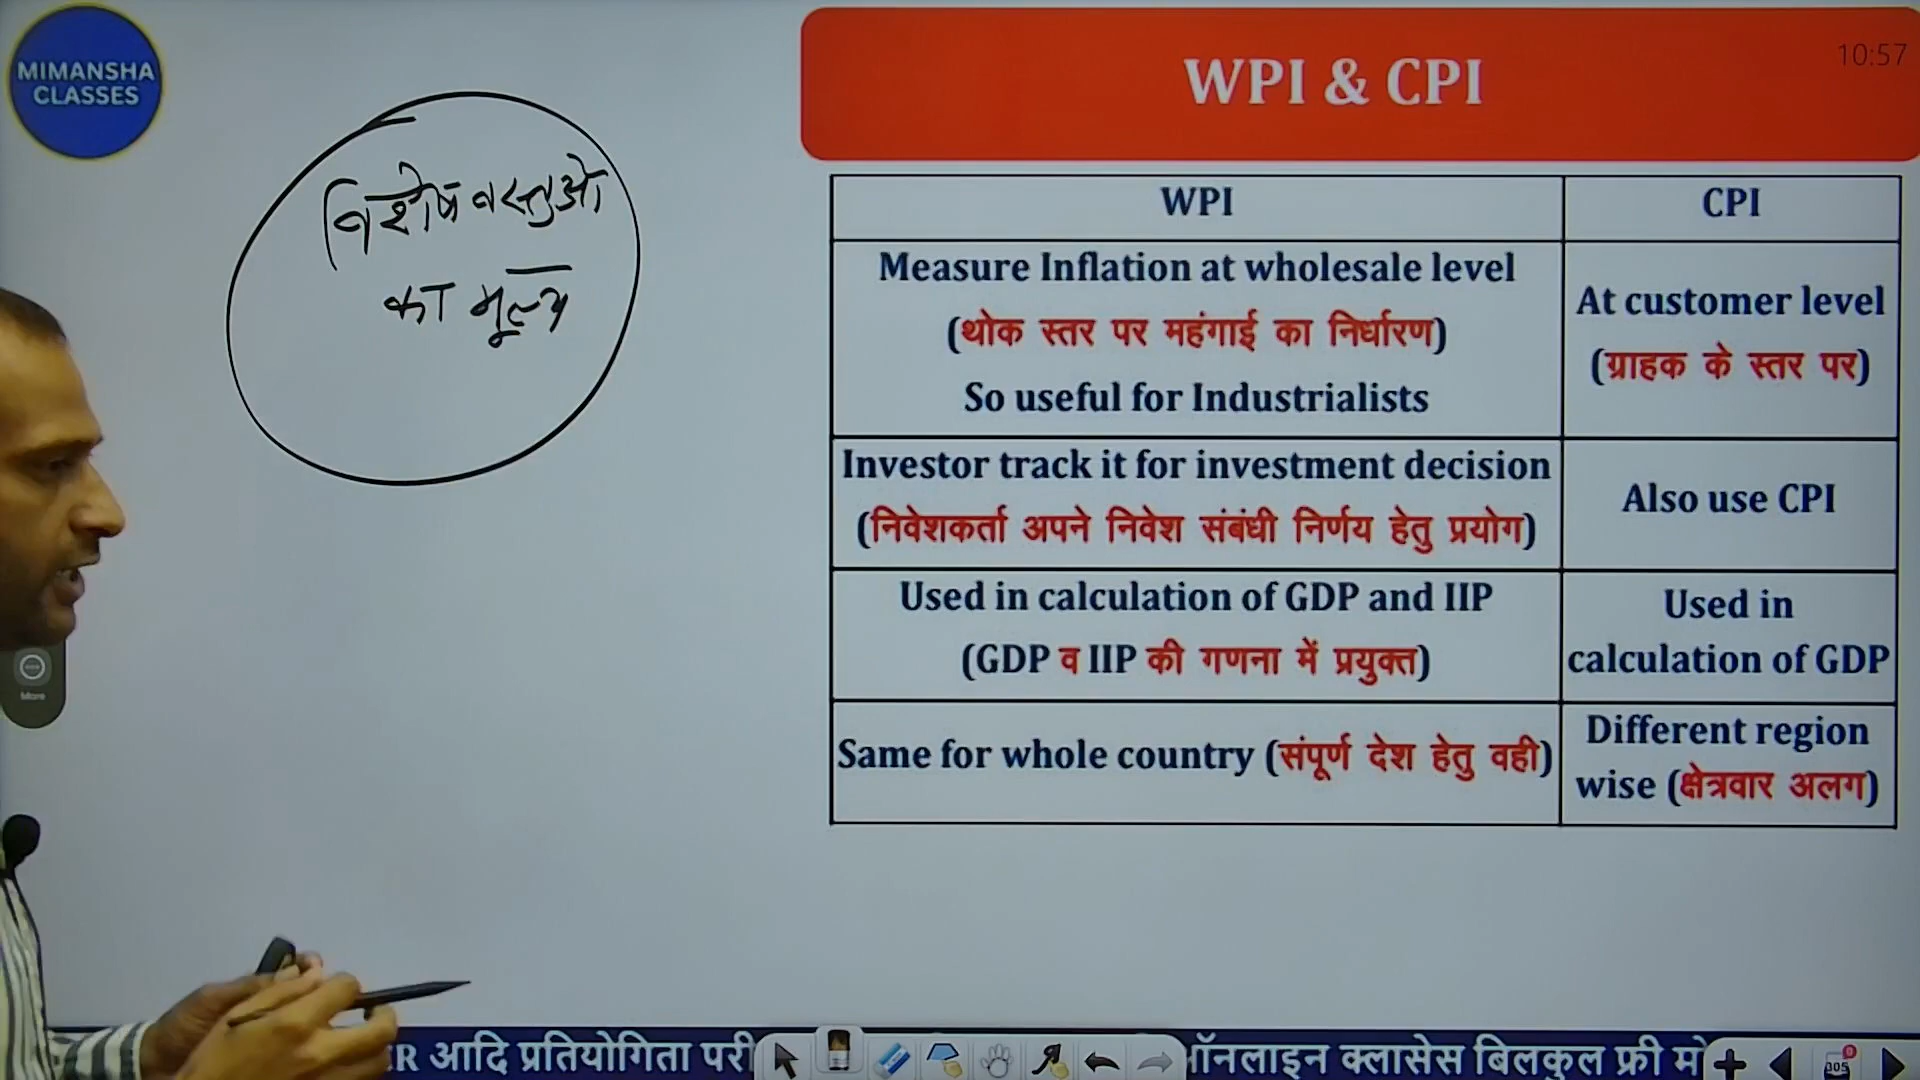 MIMANSHA
CLASSES
विशेष वस्तुओ
का मूल्य
WPI & CPI
10:57
WPI
CPI
Measure Inflation at wholesale level
(थोक स्तर पर महंगाई का निर्धारण)
So useful for Industrialists
At customer level
(ग्राहक के स्तर पर)
Investor track it for investment decision
(निवेशकर्ता अपने निवेश संबंधी निर्णय हेतु प्रयोग)
Also use CPI
Used in calculation of GDP and IIP
(GDP व IIP की गणना में प्रयुक्त)
Used in
calculation of GDP
Same for whole country (संपूर्ण देश हेतु वही)
Different region
wise (क्षेत्रवार अलग)
More
आदि प्रतियोगिता परी
ऑनलाइन क्लासेस बिलकुल फ्री
305